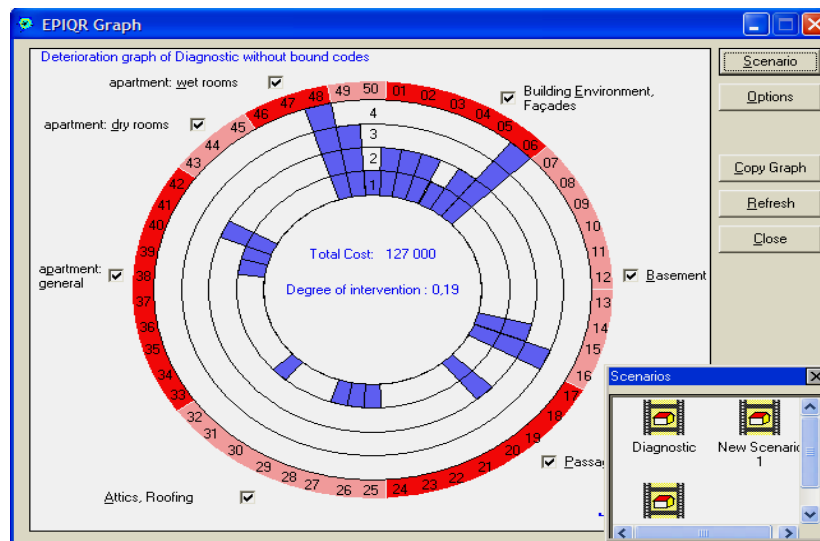 EPIQR Graph
Deterioration graph of Diagnostic without bound codes
apartment: wet rooms
apartment: dry rooms
apartment:
general
Attics, Roofing
Building Environment,
Façades
Basement
01
02
03
04
05
06
07
08
09
10
11
12
13
14
15
16
17
18
19
20
21
22
23
24
25
26
27
28
29
30
31
32
33
34
35
36
37
38
39
40
41
42
43
44
45
46
47
48
49
50
4
3
2
1
Total Cost: 127 000
Degree of intervention : 0,19
Scenario
Options
Copy Graph
Refresh
Close
Scenarios
Diagnostic
New Scenario
1